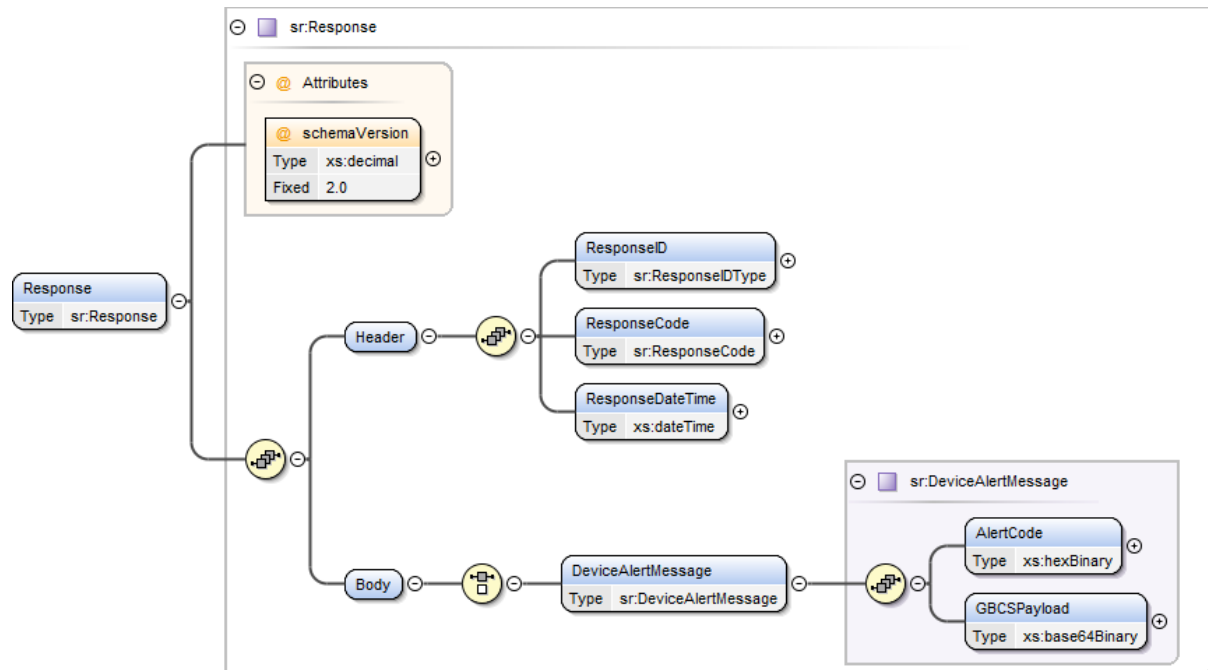 sr:Response
@ Attributes
@ schemaVersion
Type xs:decimal
Fixed 2.0
Response
Type sr:Response
Header
ResponseID
Type sr:ResponseIDType
ResponseCode
Type sr:ResponseCode
ResponseDateTime
Type xs:dateTime
Body
DeviceAlertMessage
Type sr:DeviceAlertMessage
sr:DeviceAlertMessage
AlertCode
Type xs:hexBinary
GBCSPayload
Type xs:base64Binary